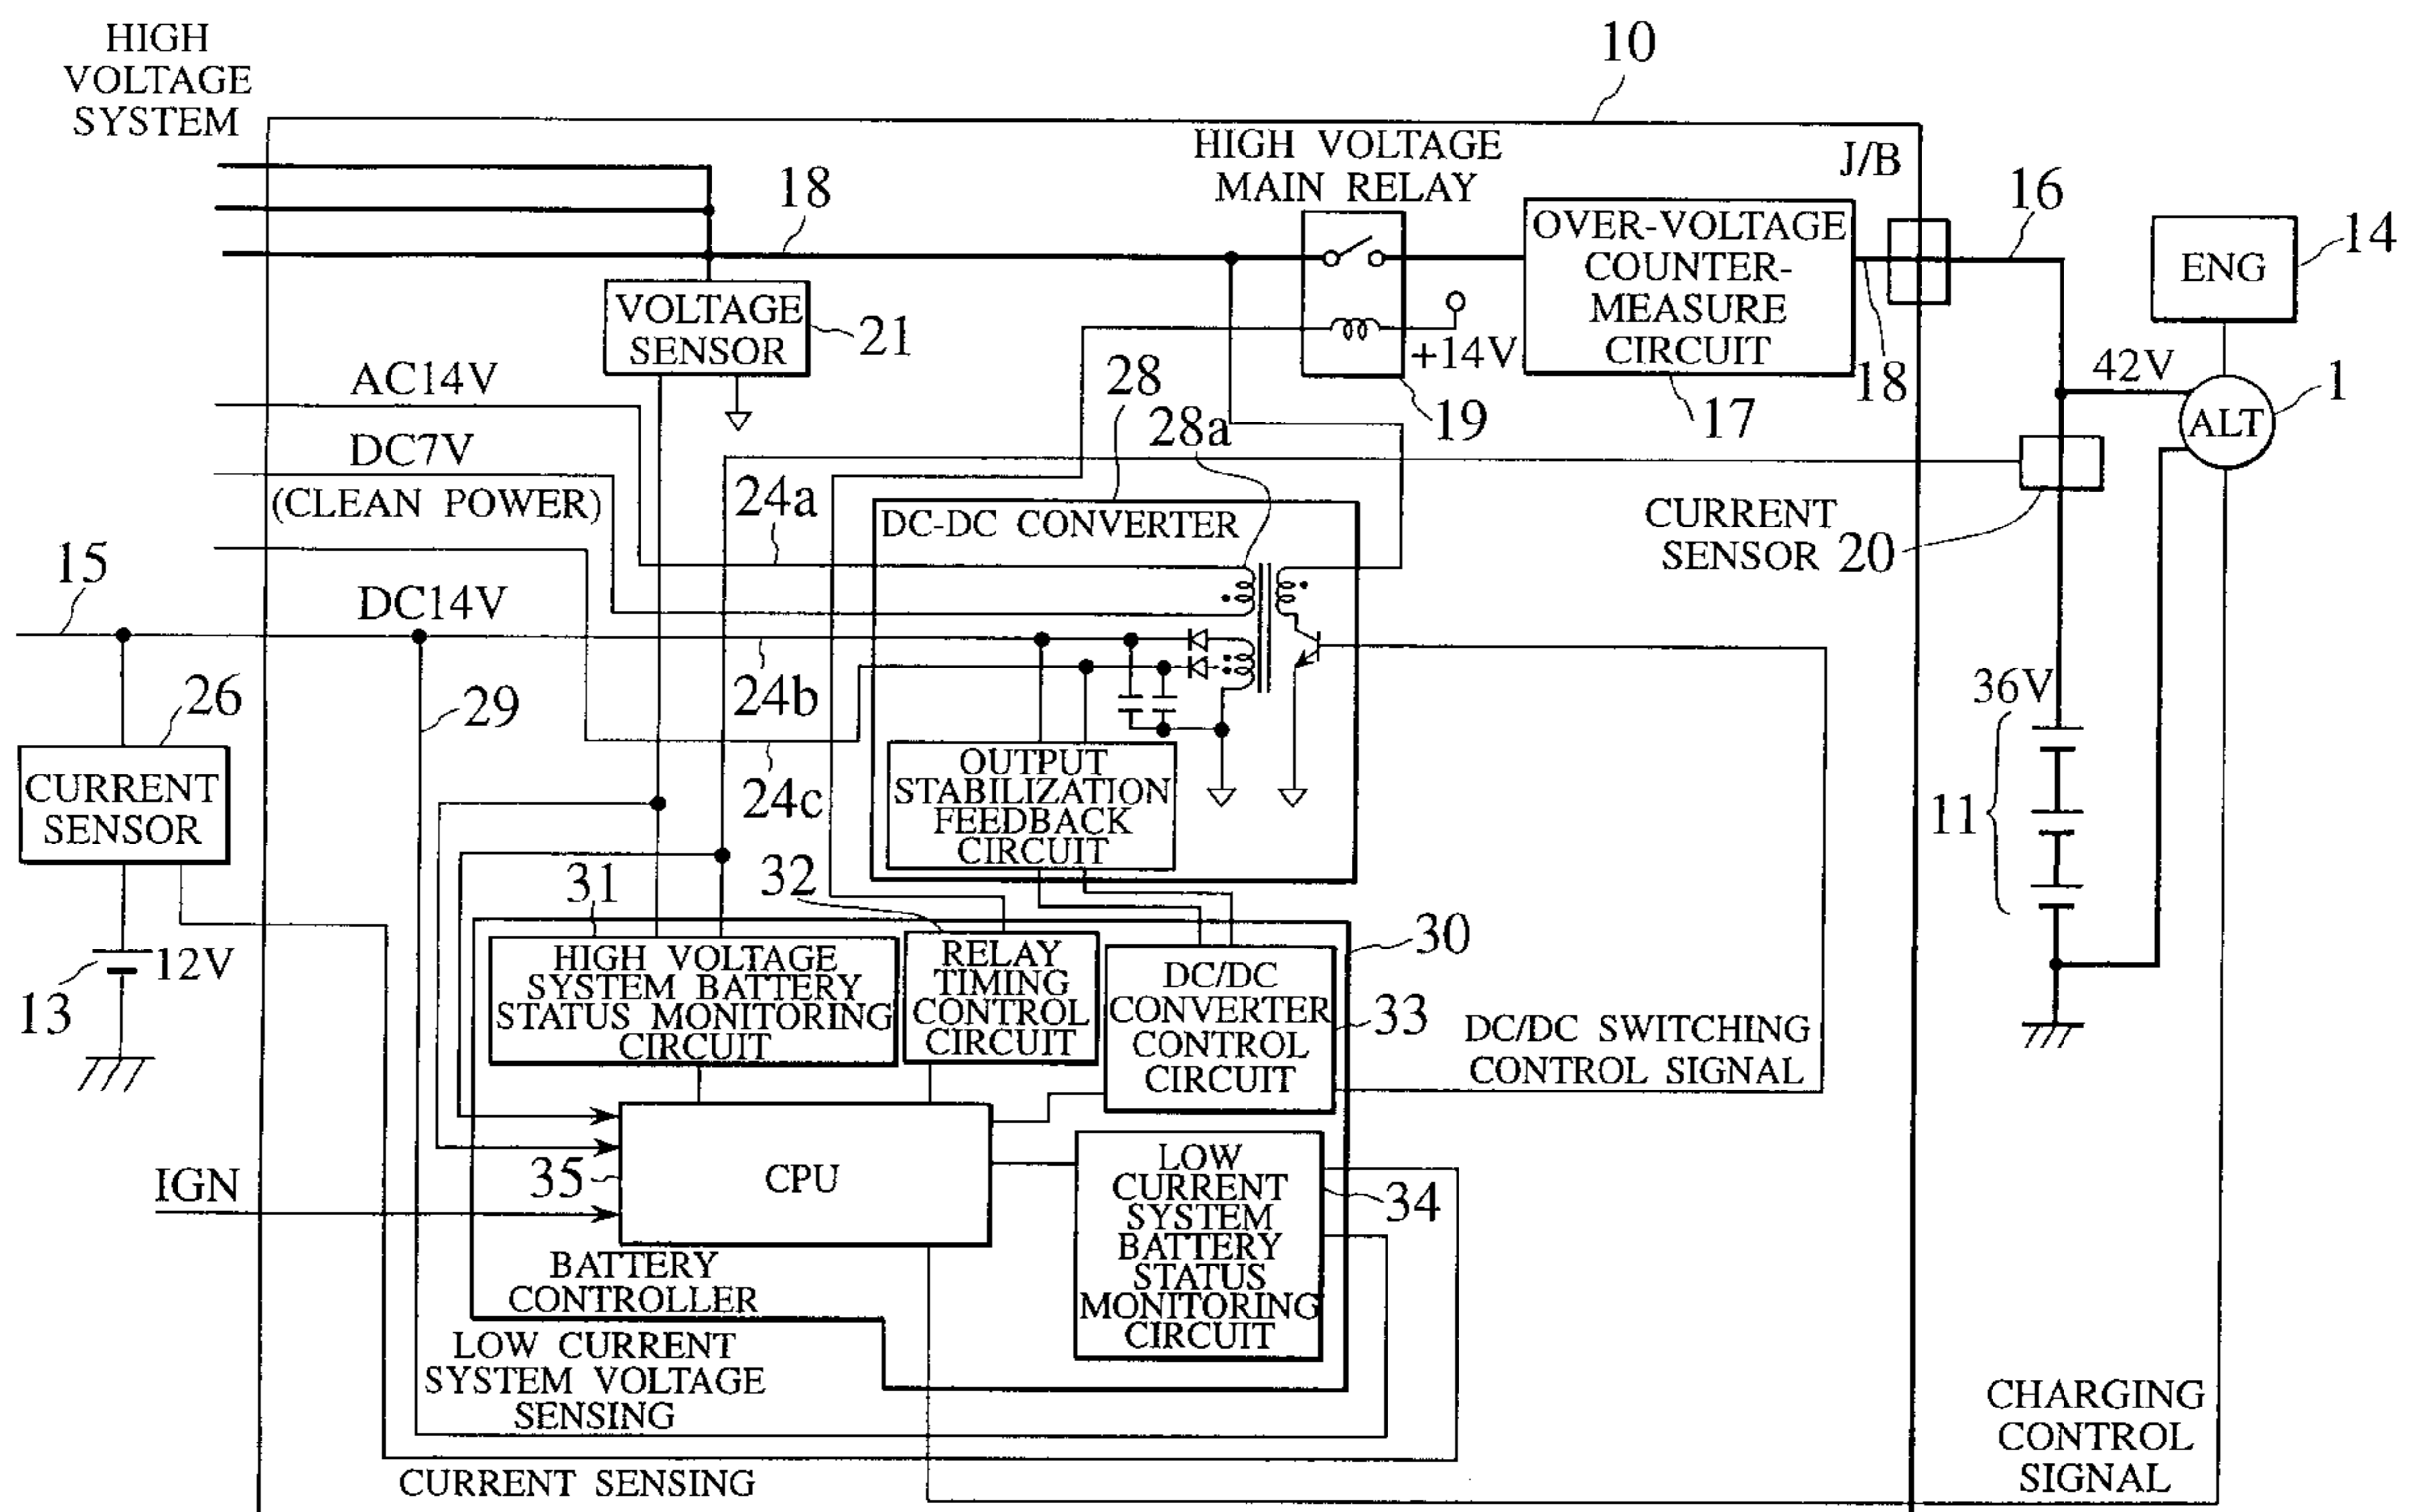 HIGH
VOLTAGE
SYSTEM
10
HIGH VOLTAGE
MAIN RELAY
J/B
18
16
OVER-VOLTAGE
COUNTER-
MEASURE
CIRCUIT
ENG
14
VOLTAGE
SENSOR
21
+14V
18
42V
1
ALT
AC14V
28
19
17
28a
DC7V
(CLEAN POWER)
24a
DC-DC CONVERTER
CURRENT
SENSOR 20
15
DC14V
24b
29
26
36V
CURRENT
SENSOR
24c
OUTPUT
STABILIZATION
FEEDBACK
CIRCUIT
11
31
32
12V
13
30
HIGH VOLTAGE
SYSTEM BATTERY
STATUS MONITORING
CIRCUIT
RELAY
TIMING
CONTROL
CIRCUIT
DC/DC
CONVERTER
CONTROL
CIRCUIT
33
DC/DC SWITCHING
CONTROL SIGNAL
IGN
35
CPU
LOW
CURRENT
SYSTEM
BATTERY
STATUS
MONITORING
CIRCUIT
34
BATTERY
CONTROLLER
LOW CURRENT
SYSTEM VOLTAGE
SENSING
CURRENT SENSING
CHARGING
CONTROL
SIGNAL